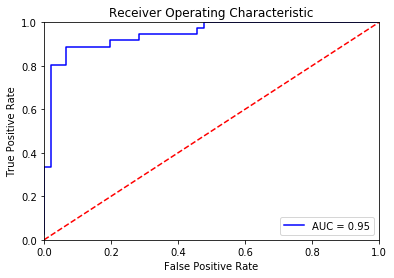 Receiver Operating Characteristic
1.0
0.8
0.6
0.4
0.2
0.0
True Positive Rate
0.0 0.2 0.4 0.6 0.8 1.0
False Positive Rate
AUC = 0.95